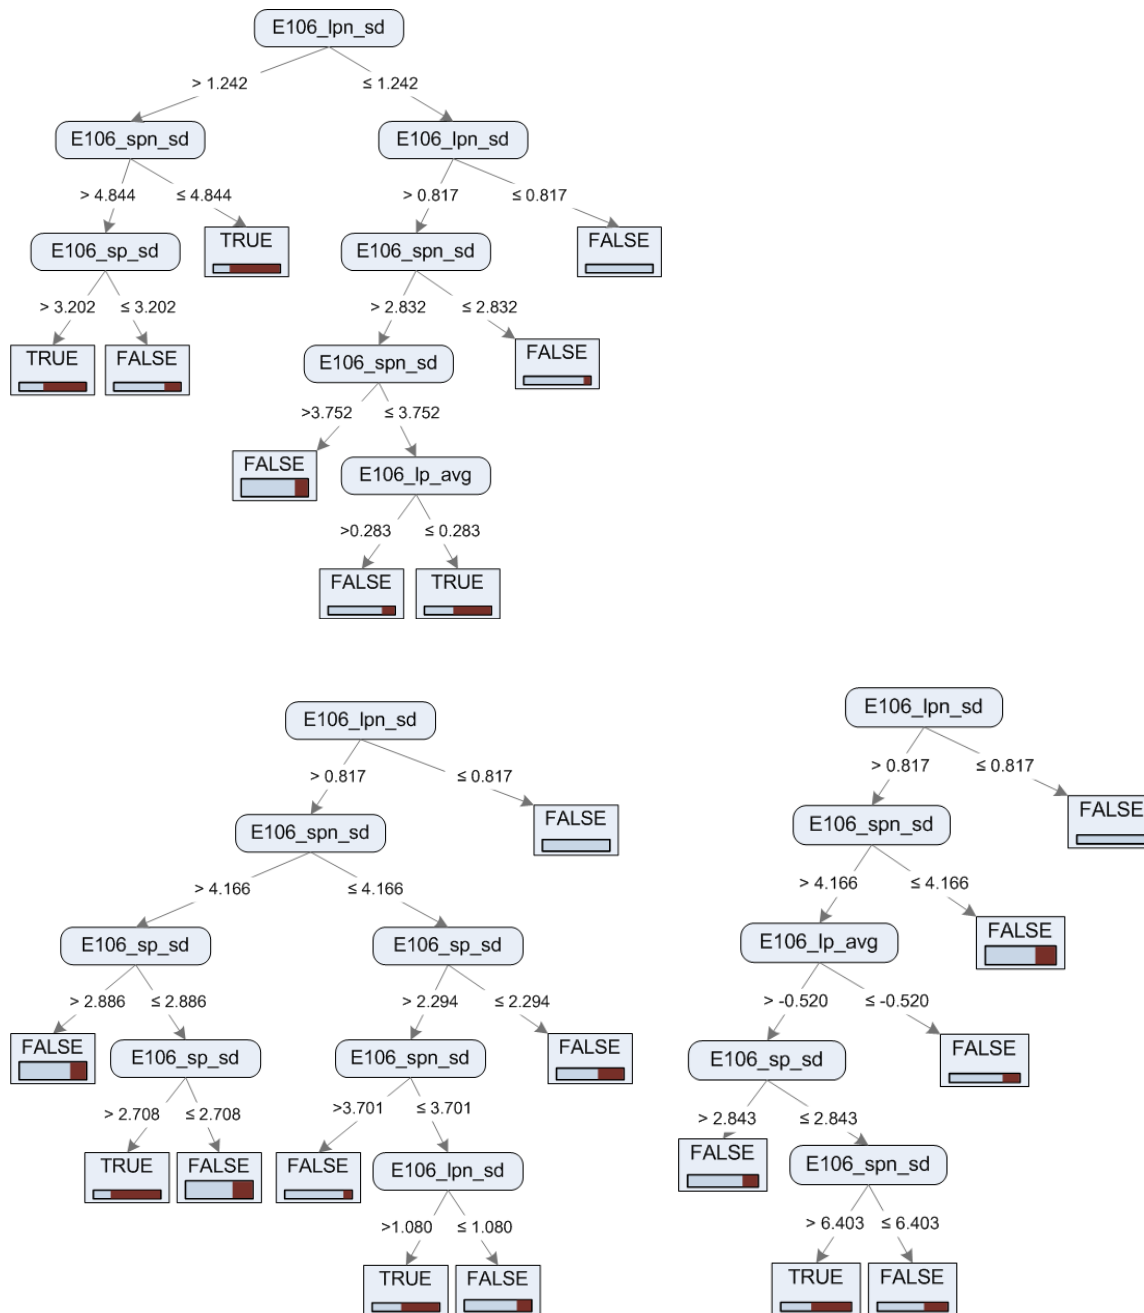 E106_lpn_sd
> 1.242 ≤ 1.242
E106_spn_sd E106_lpn_sd
> 4.844 ≤ 4.844 > 0.817 ≤ 0.817
E106_sp_sd TRUE E106_spn_sd FALSE
> 3.202 ≤ 3.202 > 2.832 ≤ 2.832
TRUE FALSE E106_spn_sd FALSE
>3.752 ≤ 3.752
FALSE E106_lp_avg
>0.283 ≤ 0.283
FALSE TRUE
E106_lpn_sd
> 0.817 ≤ 0.817
E106_spn_sd FALSE
> 4.166 ≤ 4.166
E106_sp_sd E106_sp_sd
> 2.886 ≤ 2.886 > 2.294 ≤ 2.294
FALSE E106_sp_sd E106_spn_sd FALSE
> 2.708 ≤ 2.708 >3.701 ≤ 3.701
TRUE FALSE FALSE E106_lpn_sd
>1.080 ≤ 1.080
TRUE FALSE
E106_lpn_sd
> 0.817 ≤ 0.817
E106_spn_sd FALSE
> 4.166 ≤ 4.166
E106_lp_avg FALSE
> -0.520 ≤ -0.520
E106_sp_sd FALSE
> 2.843 ≤ 2.843
FALSE E106_spn_sd
> 6.403 ≤ 6.403
TRUE FALSE